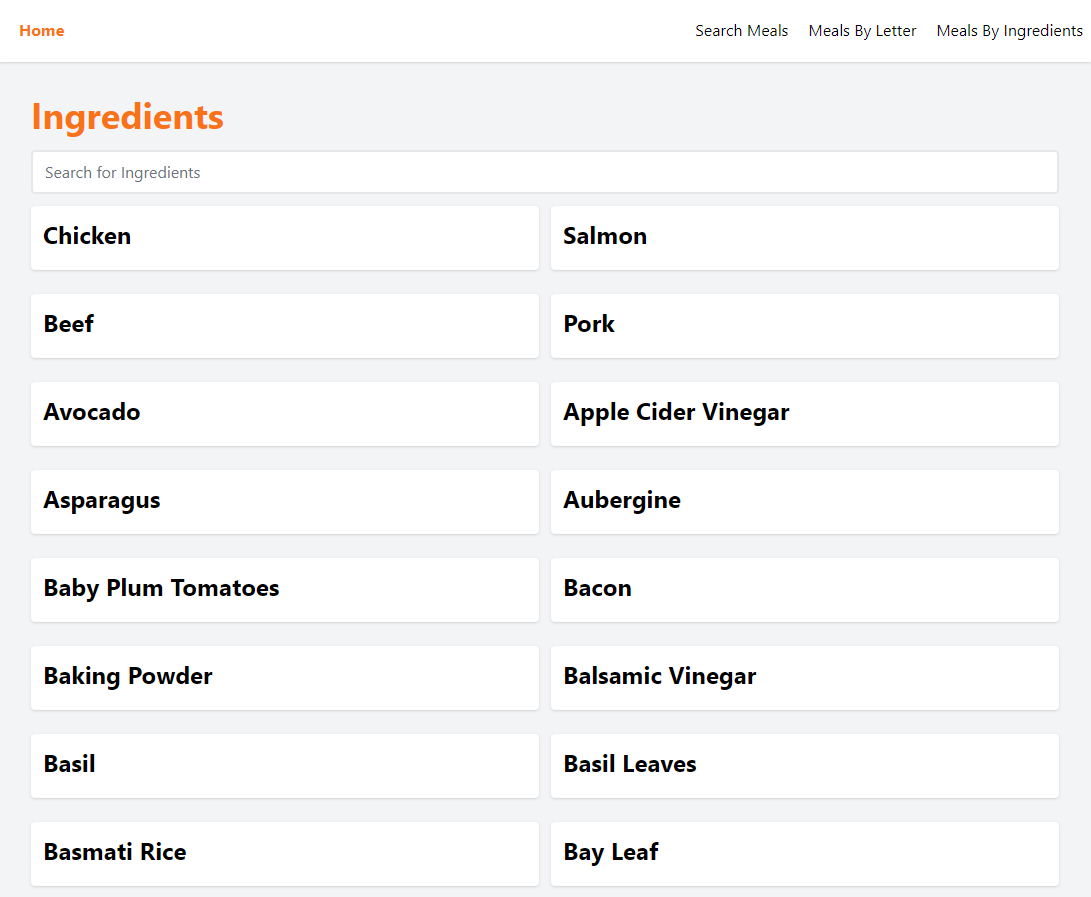 Home
Search Meals
Meals By Letter
Meals By Ingredients
Ingredients
Search for Ingredients
Chicken
Salmon
Beef
Pork
Avocado
Apple Cider Vinegar
Asparagus
Aubergine
Baby Plum Tomatoes
Bacon
Baking Powder
Balsamic Vinegar
Basil
Basil Leaves
Basmati Rice
Bay Leaf